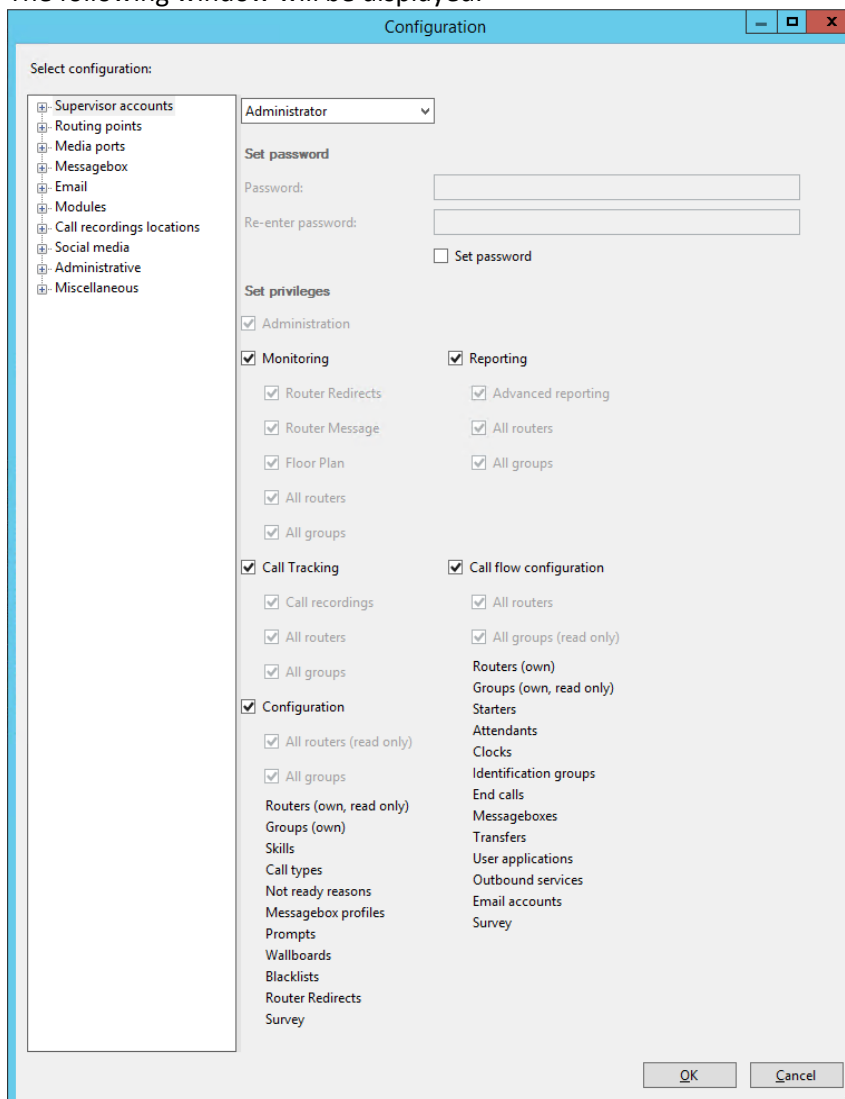 The following window will be displayed:
Configuration
Select configuration:
Supervisor accounts
Routing points
Media ports
Messagebox
Email
Modules
Call recordings locations
Social media
Administrative
Miscellaneous
Administrator
Set password
Password:
Re-enter password:
Set password
Set privileges
Administration
Monitoring
Router Redirects
Router Message
Floor Plan
All routers
All groups
Reporting
Advanced reporting
All routers
All groups
Call Tracking
Call recordings
All routers
All groups
Configuration
All routers (read only)
All groups
Routers (own, read only)
Groups (own)
Skills
Call types
Not ready reasons
Messagebox profiles
Prompts
Wallboards
Blacklists
Router Redirects
Survey
Call flow configuration
All routers
All groups (read only)
Routers (own)
Groups (own, read only)
Starters
Attendants
Clocks
Identification groups
End calls
Messageboxes
Transfers
User applications
Outbound services
Email accounts
Survey
OK
Cancel